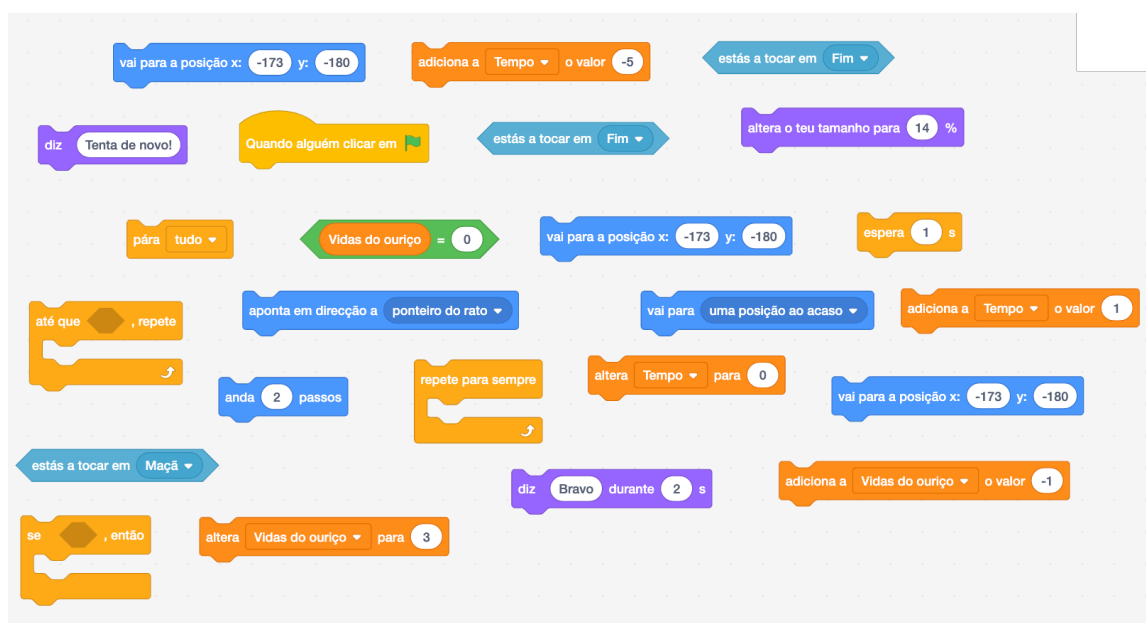 vai para a posição x: -173 y: -180
adiciona a Tempo o valor -5
estás a tocar em Fim
diz Tenta de novo!
Quando alguém clicar em
estás a tocar em Fim
altera o teu tamanho para 14 %
pára tudo
Vidas do ouriço = 0
vai para a posição x: -173 y: -180
espera 1 s
até que , repete
aponta em direcção a ponteiro do rato
vai para uma posição ao acaso
adiciona a Tempo o valor 1
anda 2 passos
repete para sempre
altera Tempo para 0
vai para a posição x: -173 y: -180
estás a tocar em Maçã
diz Bravo durante 2 s
adiciona a Vidas do ouriço o valor -1
se , então
altera Vidas do ouriço para 3